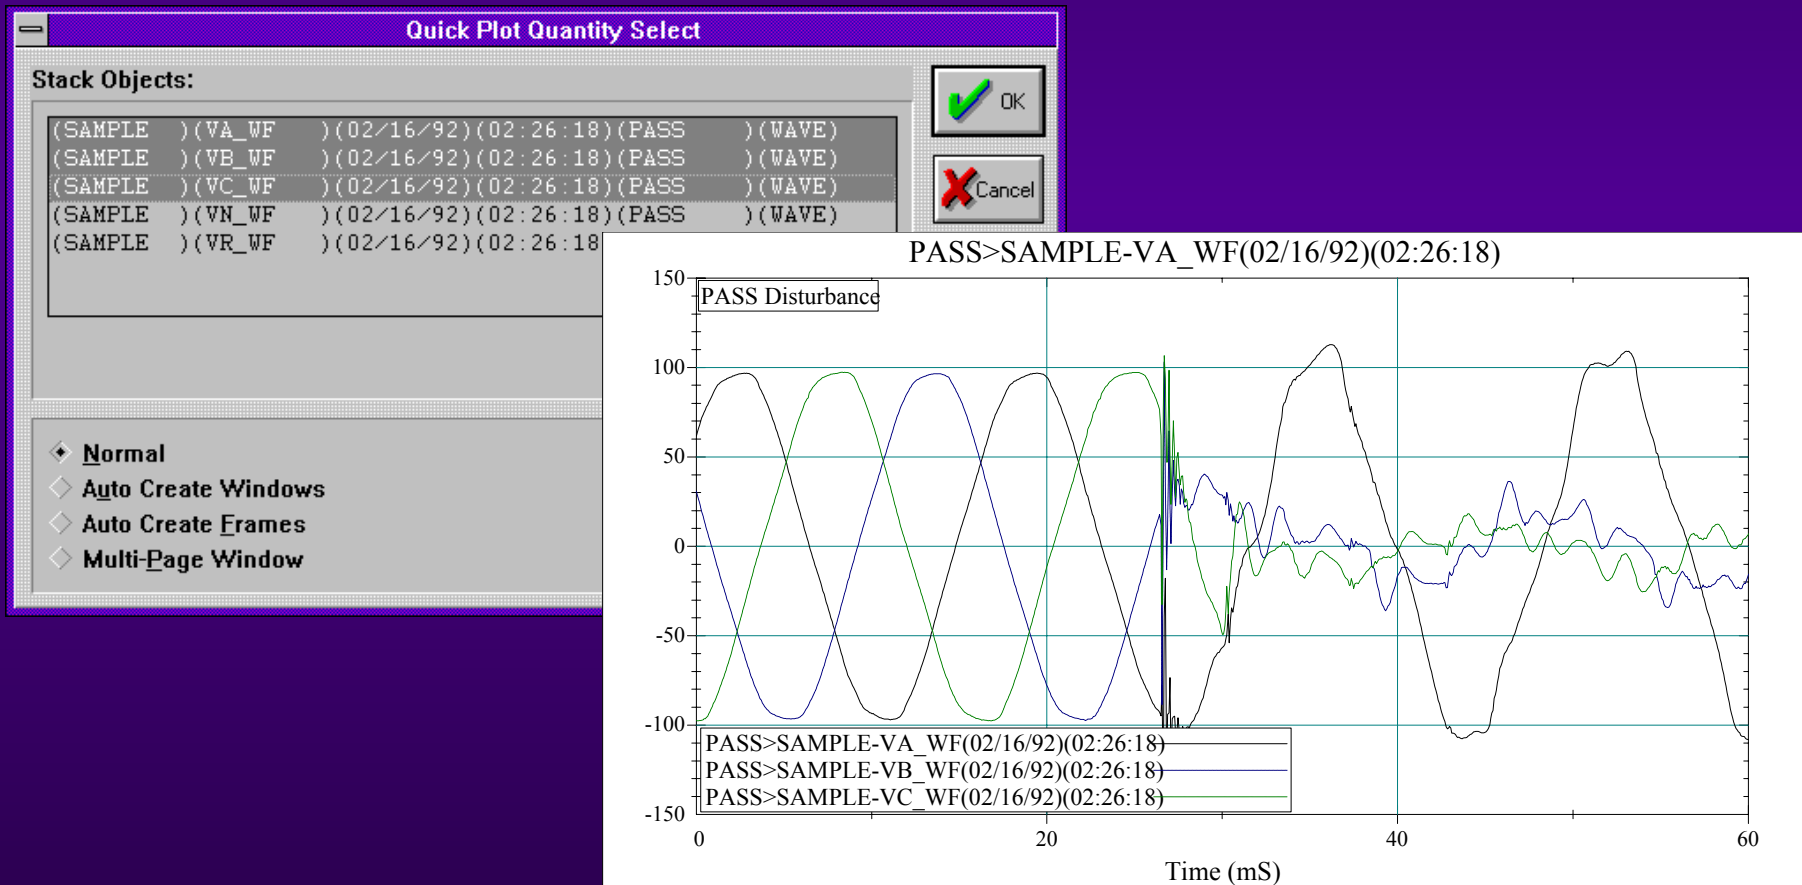 Quick Plot Quantity Select
Stack Objects:
(SAMPLE  )(VA_WF   )(02/16/92)(02:26:18)(PASS    )(WAVE)
(SAMPLE  )(VB_WF   )(02/16/92)(02:26:18)(PASS    )(WAVE)
(SAMPLE  )(VC_WF   )(02/16/92)(02:26:18)(PASS    )(WAVE)
(SAMPLE  )(VN_WF   )(02/16/92)(02:26:18)(PASS    )(WAVE)
(SAMPLE  )(VR_WF   )(02/16/92)(02:26:18
OK
Cancel
Normal
Auto Create Windows
Auto Create Frames
Multi-Page Window
PASS>SAMPLE-VA_WF(02/16/92)(02:26:18)
PASS Disturbance
150
100
50
0
-50
-100
-150
PASS>SAMPLE-VA_WF(02/16/92)(02:26:18)
PASS>SAMPLE-VB_WF(02/16/92)(02:26:18)
PASS>SAMPLE-VC_WF(02/16/92)(02:26:18)
0 20 40 60
Time (mS)